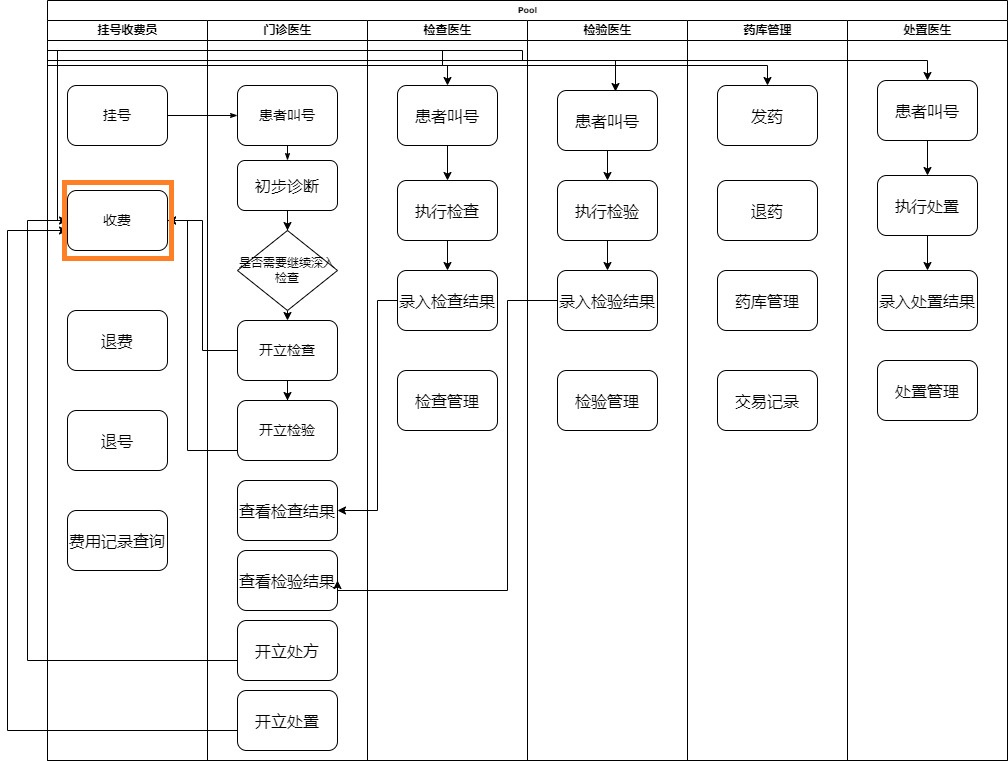 Pool
挂号收费员
门诊医生
检查医生
检验医生
药库管理
处置医生
挂号
收费
退费
退号
费用记录查询
患者叫号
初步诊断
是否需要继续深入
检查
开立检查
开立检验
查看检查结果
查看检验结果
开立处方
开立处置
患者叫号
执行检查
录入检查结果
检查管理
患者叫号
执行检验
录入检验结果
检验管理
发药
退药
药库管理
交易记录
患者叫号
执行处置
录入处置结果
处置管理